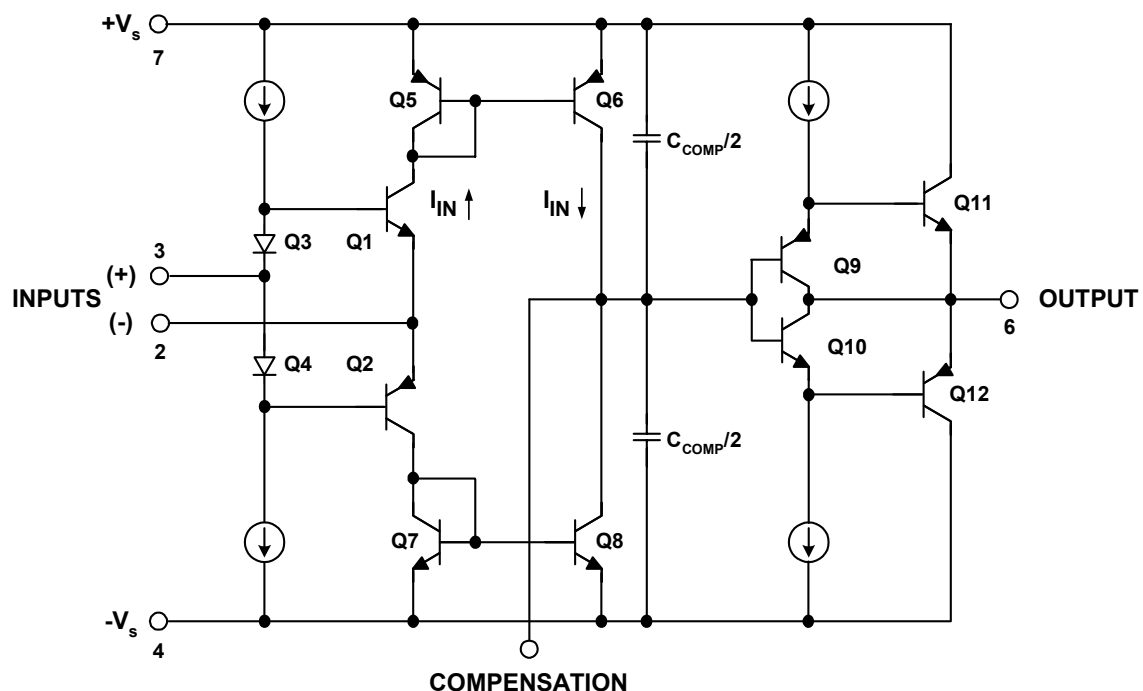 +Vs
7
Q5
Q6
CCOMP/2
IIN
IIN
Q11
3
Q3
Q1
(+)
Q9
INPUTS
OUTPUT
(-)
6
2
Q4
Q2
Q10
Q12
CCOMP/2
Q7
Q8
-Vs
4
COMPENSATION